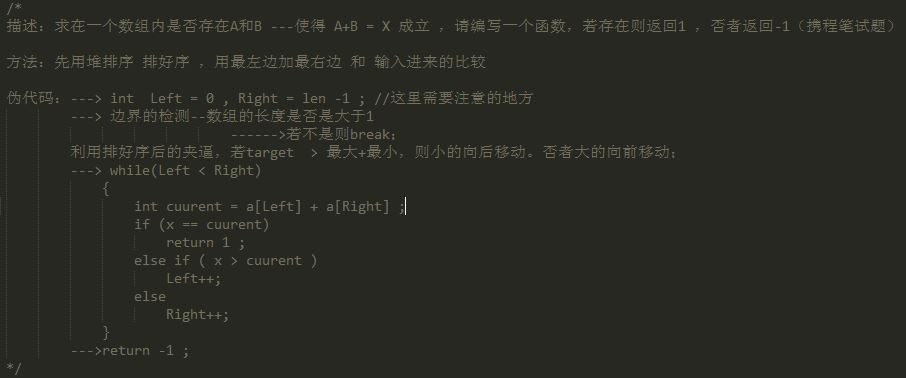 /*
描述：求在一个数组内是否存在A和B ---使得 A+B = X 成立 ，请编写一个函数，若存在则返回1 ，否者返回-1（携程笔试题）
方法：先用堆排序 排好序 ，用最左边加最右边 和 输入进来的比较
伪代码：---> int  Left = 0 , Right = len -1 ; //这里需要注意的地方
---> 边界的检测--数组的长度是否是大于1
------>若不是则break;
利用排好序后的夹逼，若target  > 最大+最小，则小的向后移动。否者大的向前移动;
---> while(Left < Right)
{
int cuurent = a[Left] + a[Right] ;
if (x == cuurent)
return 1 ;
else if ( x > cuurent )
Left++;
else
Right++;
}
--->return -1 ;
*/